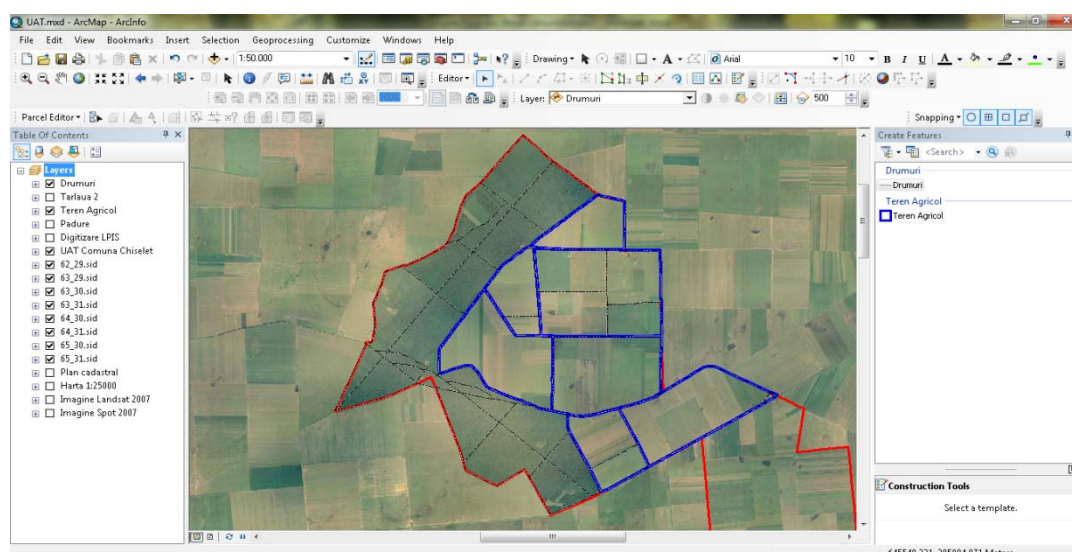 UAT.mxd - ArcMap - ArcInfo
File Edit View Bookmarks Insert Selection Geoprocessing Customize Windows Help
1:50.000 Drawing Arial 10 B I U A
Editor
100% Layer: Drumuri 500
Parcel Editor Snapping
Table Of Contents
Layers
Drumuri
Tarlaua 2
Teren Agricol
Padure
Digitizare LPIS
UAT Comuna Chiselet
62_29.sid
63_29.sid
63_30.sid
63_31.sid
64_30.sid
64_31.sid
65_30.sid
65_31.sid
Plan cadastral
Harta 1:25000
Imagine Landsat 2007
Imagine Spot 2007
Create Features
<Search>
Drumuri
Drumuri
Teren Agricol
Teren Agricol
Construction Tools
Select a template.